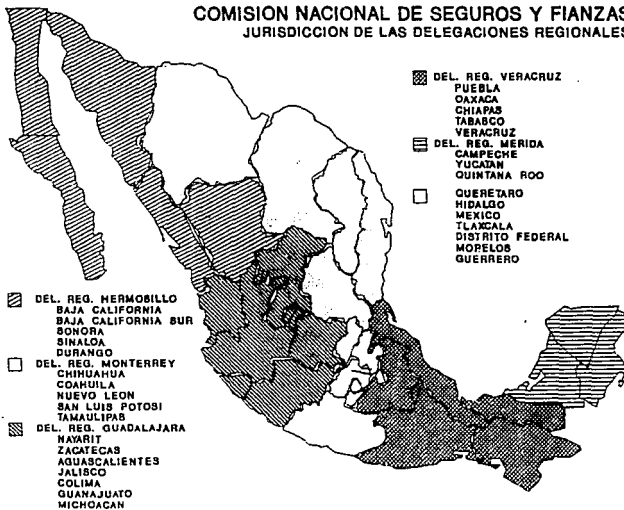 COMISION NACIONAL DE SEGUROS Y FIANZAS
JURISDICCION DE LAS DELEGACIONES REGIONALES
DEL. REG. VERACRUZ
PUEBLA
OAXACA
CHIAPAS
TABASCO
VERACRUZ
DEL. REG. MERIDA
CAMPECHE
YUCATAN
QUINTANA ROO
QUERETARO
HIDALGO
MEXICO
TLAXCALA
DISTRITO FEDERAL
MOPELOS
GUERRERO
DEL. REG. HERMOSILLO
BAJA CALIFORNIA
BAJA CALIFORNIA SUR
SONORA
SINALOA
DURANGO
DEL. REG. MONTERREY
CHIHUAHUA
COAHUILA
NUEVO LEON
SAN LUIS POTOSI
TAMAULIPAS
DEL. REG. GUADALAJARA
NAYARIT
ZACATECAS
AGUASCALIENTES
JALISCO
COLIMA
GUANAJUATO
MICHOACAN